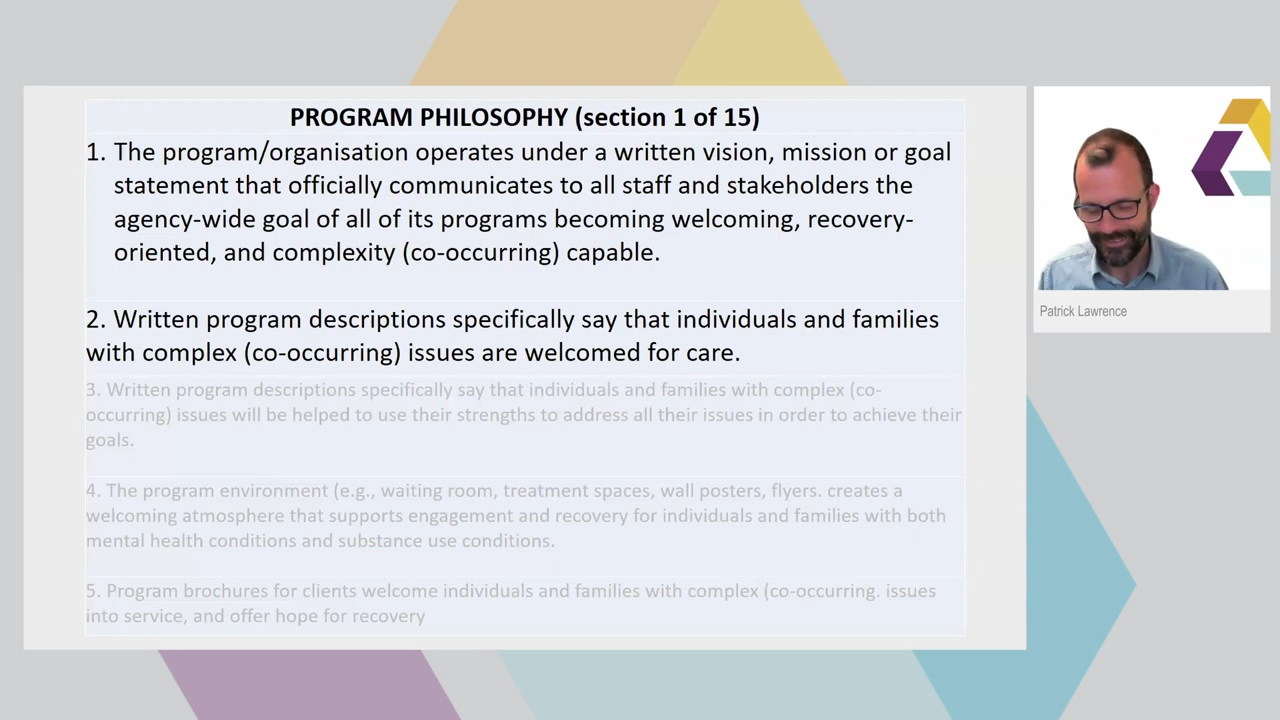 PROGRAM PHILOSOPHY (section 1 of 15)
1. The program/organisation operates under a written vision, mission or goal
statement that officially communicates to all staff and stakeholders the
agency-wide goal of all of its programs becoming welcoming, recovery-
oriented, and complexity (co-occurring) capable.
2. Written program descriptions specifically say that individuals and families
with complex (co-occurring) issues are welcomed for care.
3. Written program descriptions specifically say that individuals and families with complex (co-
occurring) issues will be helped to use their strengths to address all their issues in order to achieve their
goals.
4. The program environment (e.g., waiting room, treatment spaces, wall posters, flyers. creates a
welcoming atmosphere that supports engagement and recovery for individuals and families with both
mental health conditions and substance use conditions.
5. Program brochures for clients welcome individuals and families with complex (co-occurring. issues
into service, and offer hope for recovery
Patrick Lawrence